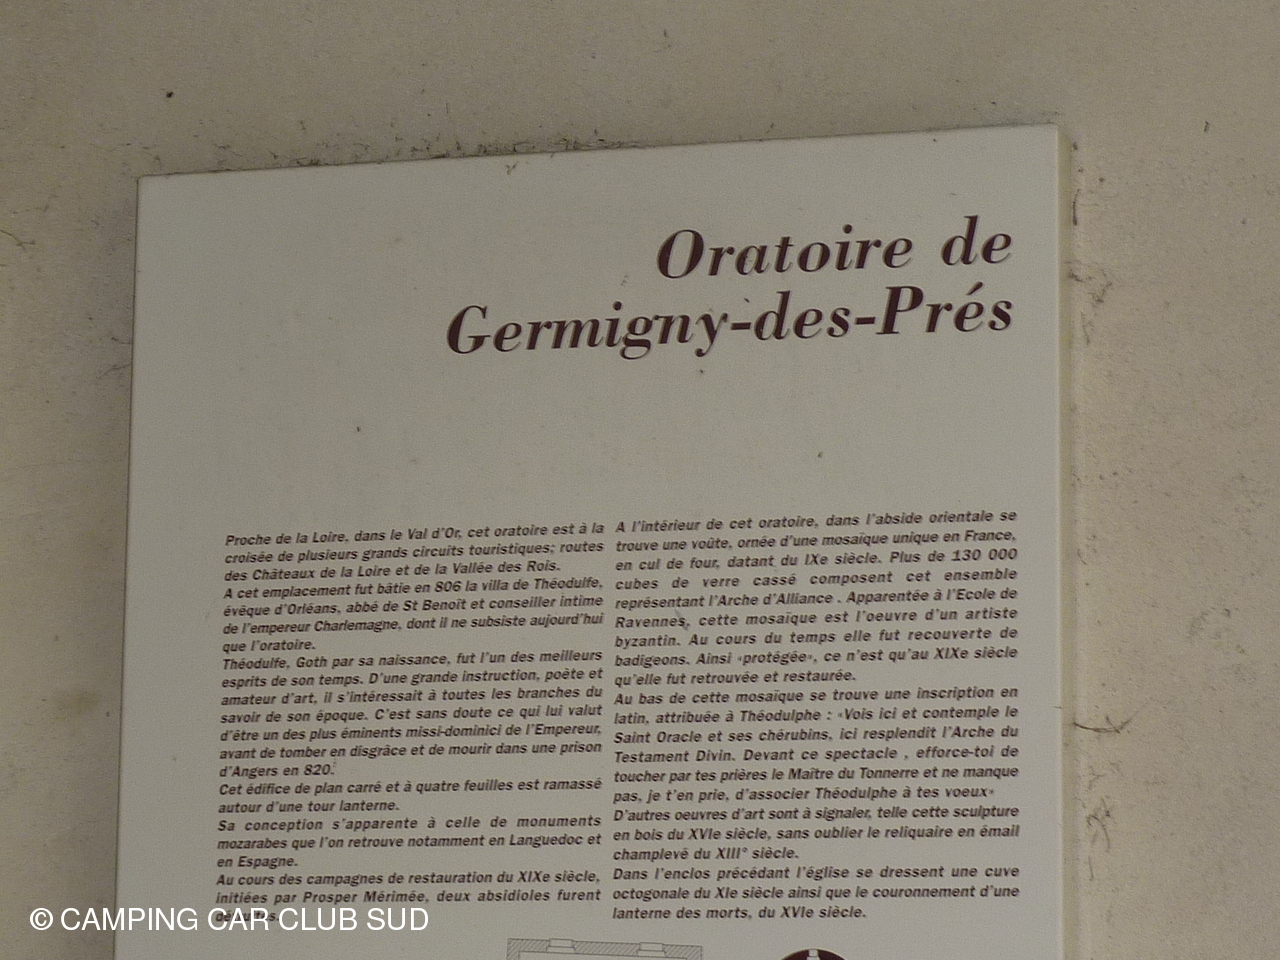 Oratoire de
Germigny-des-Prés
Proche de la Loire, dans le Val d'Or, cet oratoire est à la
croisée de plusieurs grands circuits touristiques; routes
des Châteaux de la Loire et de la Vallée des Rois.
A cet emplacement fut bâtie en 806 la villa de Théodulfe,
évêque d'Orléans, abbé de St Benoît et conseiller intime
de l'empereur Charlemagne, dont il ne subsiste aujourd'hui
que l'oratoire.
Théodulfe, Goth par sa naissance, fut l'un des meilleurs
esprits de son temps. D'une grande instruction, poète et
amateur d'art, il s'intéressait à toutes les branches du
savoir de son époque. C'est sans doute ce qui lui valut
d'être un des plus éminents missi-dominici de l'Empereur,
avant de tomber en disgrâce et de mourir dans une prison
d'Angers en 820.
Cet édifice de plan carré et à quatre feuilles est ramassé
autour d'une tour lanterne.
Sa conception s'apparente à celle de monuments
mozarabes que l'on retrouve notamment en Languedoc et
en Espagne.
Au cours des campagnes de restauration du XIXe siècle,
initiées par Prosper Mérimée, deux absidioles furent
A l'intérieur de cet oratoire, dans l'abside orientale se
trouve une voûte, ornée d'une mosaïque unique en France,
en cul de four, datant du IXe siècle. Plus de 130 000
cubes de verre cassé composent cet ensemble
représentant l'Arche d'Alliance . Apparentée à l'Ecole de
Ravennes, cette mosaïque est l'oeuvre d'un artiste
byzantin. Au cours du temps elle fut recouverte de
badigeons. Ainsi «protégée», ce n'est qu'au XIXe siècle
qu'elle fut retrouvée et restaurée.
Au bas de cette mosaïque se trouve une inscription en
latin, attribuée à Théodulphe : «Vois ici et contemple le
Saint Oracle et ses chérubins, ici resplendit l'Arche du
Testament Divin. Devant ce spectacle , efforce-toi de
toucher par tes prières le Maître du Tonnerre et ne manque
pas, je t'en prie, d'associer Théodulphe à tes voeux»
D'autres oeuvres d'art sont à signaler, telle cette sculpture
en bois du XVIe siècle, sans oublier le reliquaire en émail
champlevé du XIII° siècle.
Dans l'enclos précédant l'église se dressent une cuve
octogonale du XIe siècle ainsi que le couronnement d'une
lanterne des morts, du XVIe siècle.
© CAMPING CAR CLUB SUD